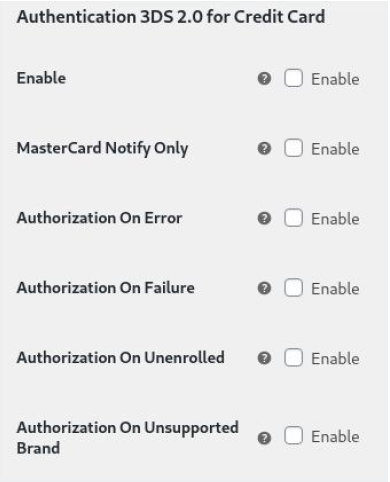 Authentication 3DS 2.0 for Credit Card
Enable ? Enable
MasterCard Notify Only ? Enable
Authorization On Error ? Enable
Authorization On Failure ? Enable
Authorization On Unenrolled ? Enable
Authorization On Unsupported
Brand ? Enable